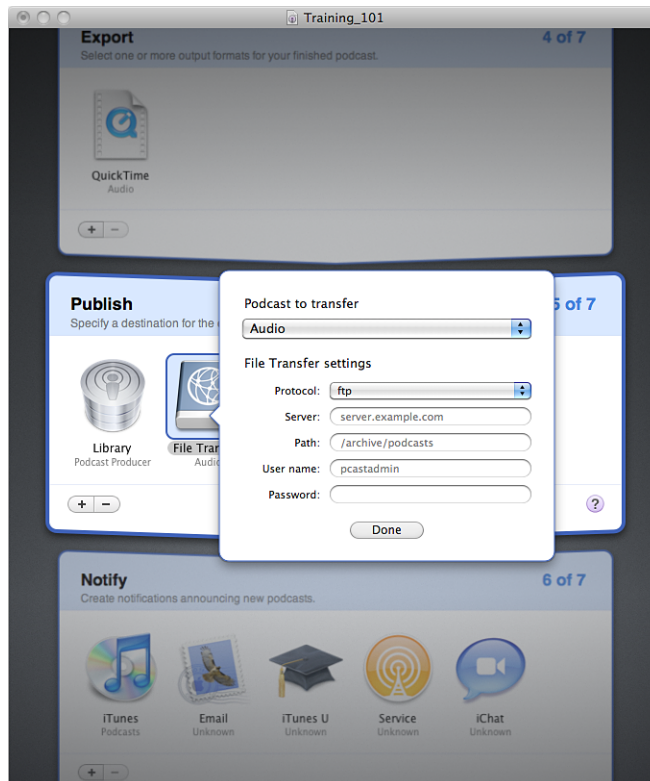 Training_101
Export
4 of 7
Select one or more output formats for your finished podcast.
QuickTime
Audio
Publish
5 of 7
Specify a destination for the
Library
Podcast Producer
File Tran
Audio
Podcast to transfer
Audio
File Transfer settings
Protocol: ftp
Server: server.example.com
Path: /archive/podcasts
User name: pcastadmin
Password:
Done
?
Notify
6 of 7
Create notifications announcing new podcasts.
iTunes
Podcasts
Email
Unknown
iTunes U
Unknown
Service
Unknown
iChat
Unknown